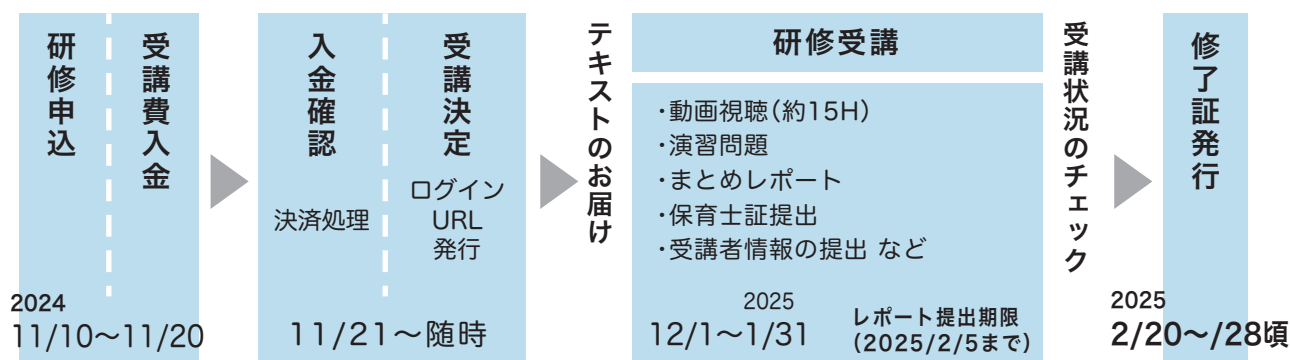 研修申込
受講費入金
2024
11/10～11/20
入金確認
決済処理
受講決定
ログイン
URL
発行
11/21～随時
テキストのお届け
研修受講
・動画視聴（約15H）
・演習問題
・まとめレポート
・保育士証提出
・受講者情報の提出 など
2025
12/1～1/31
レポート提出期限
（2025/2/5まで）
受講状況のチェック
修了証発行
2025
2/20～/28頃